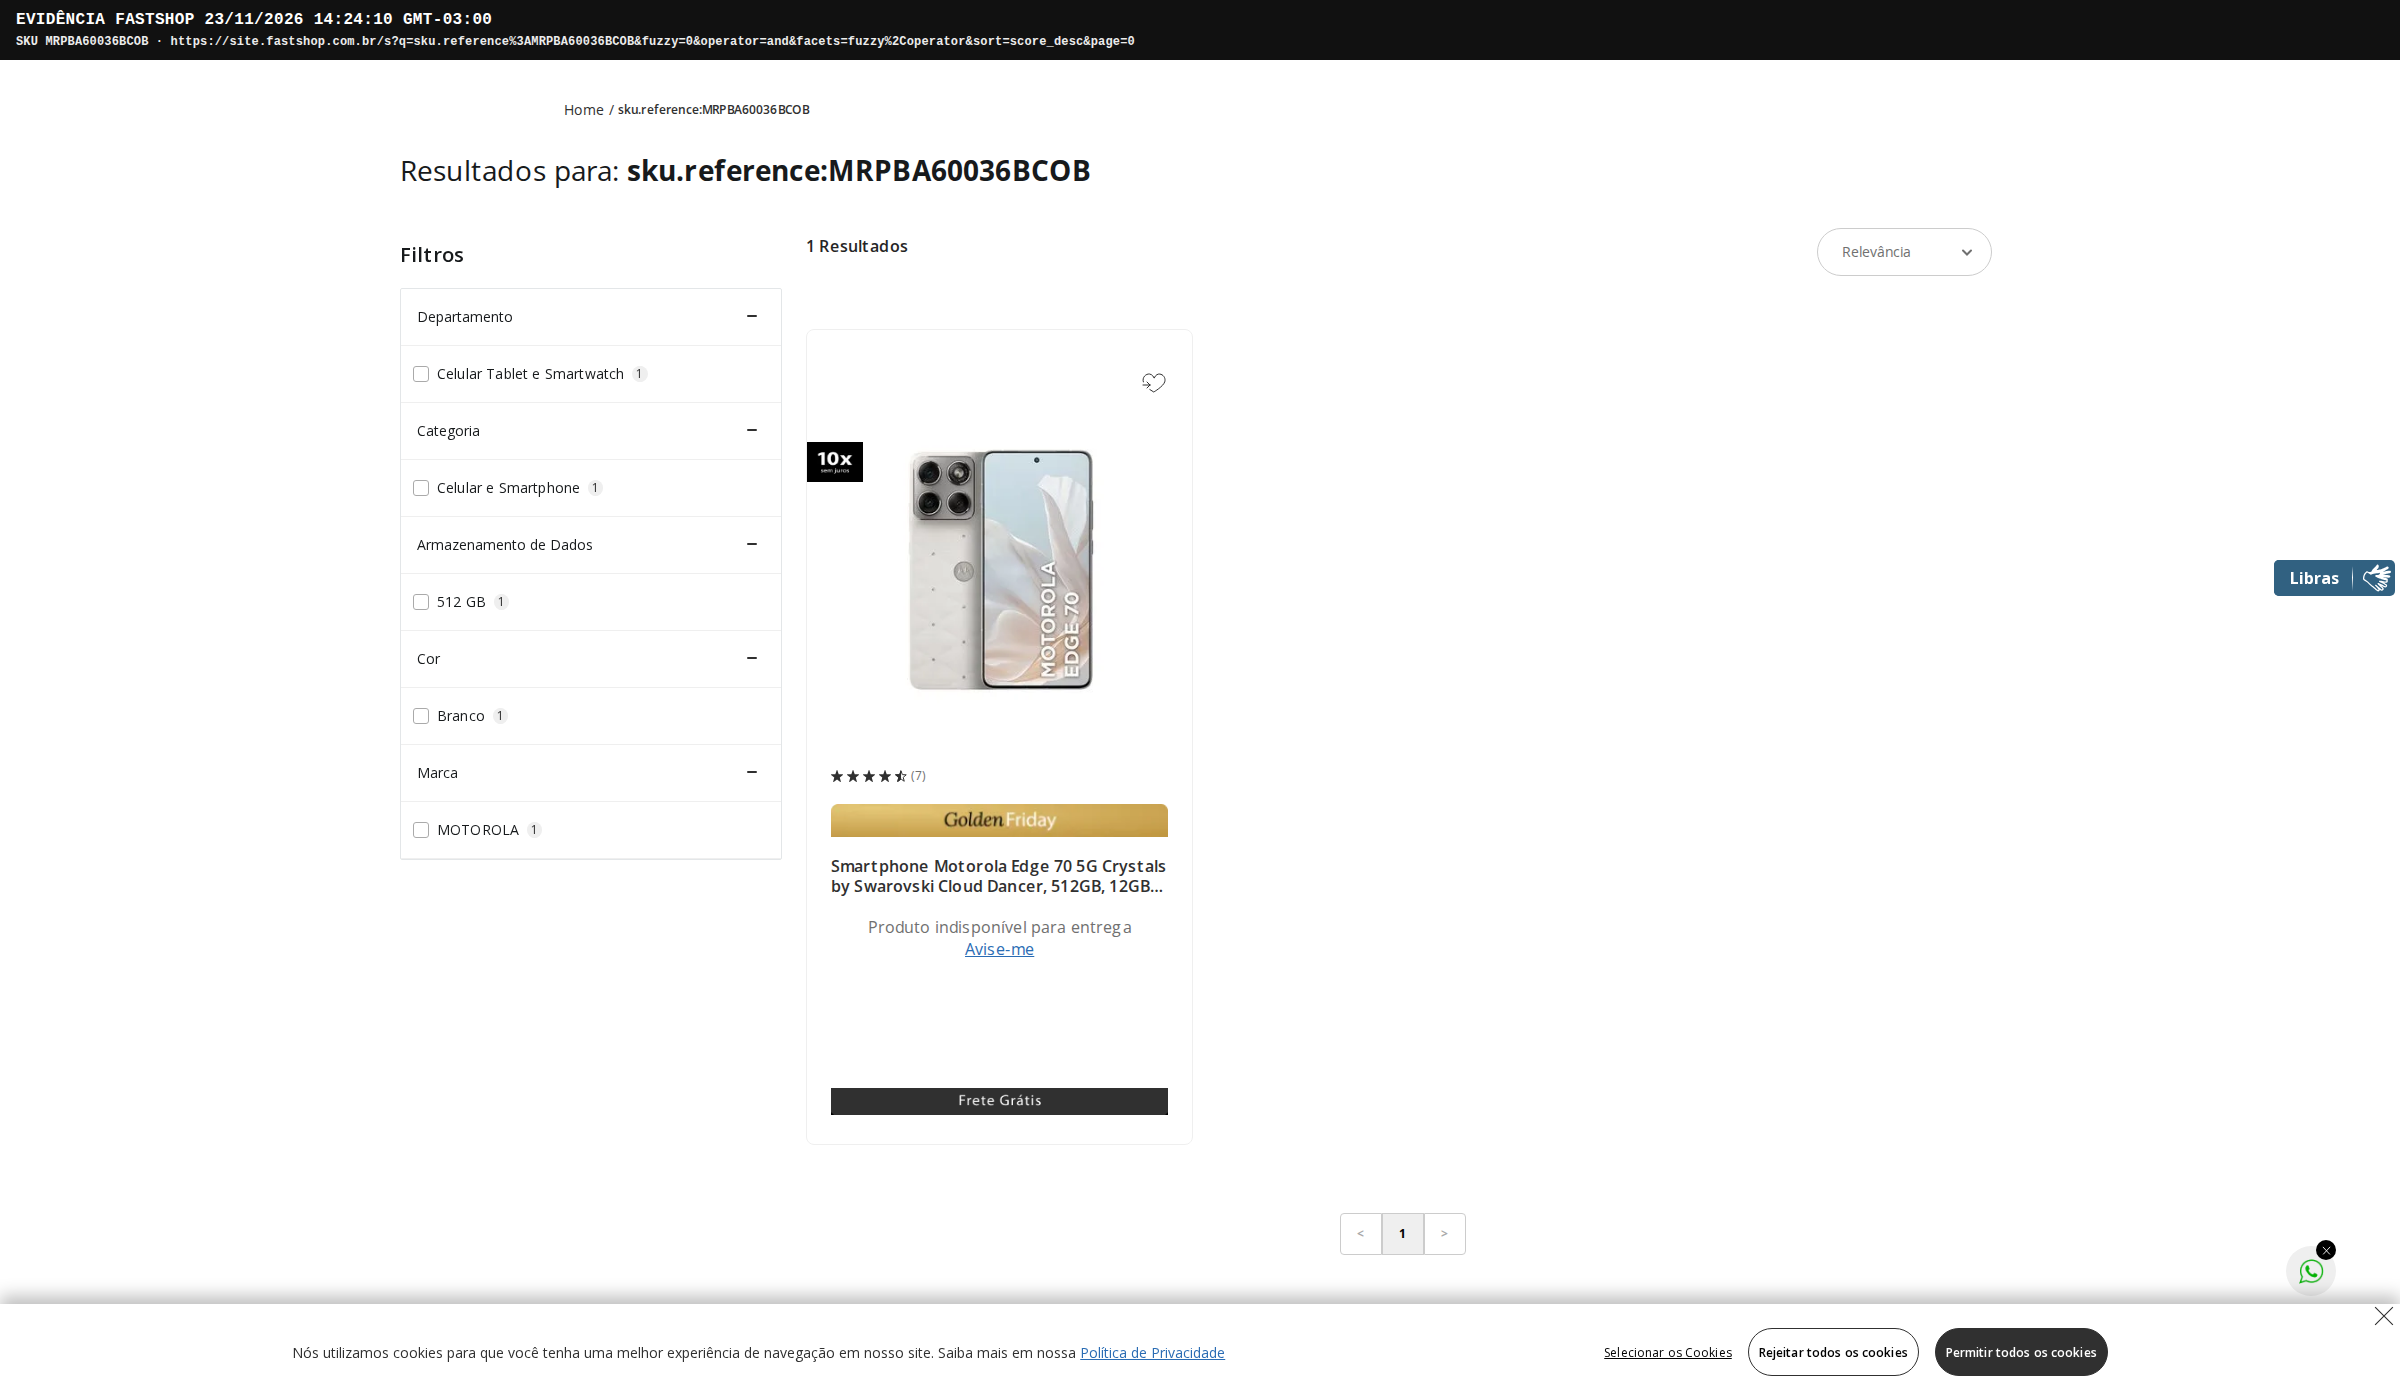 EVIDÊNCIA FASTSHOP 23/11/2026 14:24:10 GMT-03:00
SKU MRPBA60036BCOB · https://site.fastshop.com.br/s?q=sku.reference%3AMRPBA60036BCOB&fuzzy=0&operator=and&facets=fuzzy%2Coperator&sort=score_desc&page=0
Home / sku.reference:MRPBA60036BCOB
Resultados para: sku.reference:MRPBA60036BCOB
Filtros
1 Resultados
Relevância
Departamento
Celular Tablet e Smartwatch 1
Categoria
Celular e Smartphone 1
Armazenamento de Dados
512 GB 1
Cor
Branco 1
Marca
MOTOROLA 1
10x
sem juros
MOTOROLA
EDGE 70
(7)
Golden Friday
Smartphone Motorola Edge 70 5G Crystals
by Swarovski Cloud Dancer, 512GB, 12GB...
Produto indisponível para entrega
Avise-me
Frete Grátis
Libras
< 1 >
Nós utilizamos cookies para que você tenha uma melhor experiência de navegação em nosso site. Saiba mais em nossa Política de Privacidade
Selecionar os Cookies
Rejeitar todos os cookies
Permitir todos os cookies